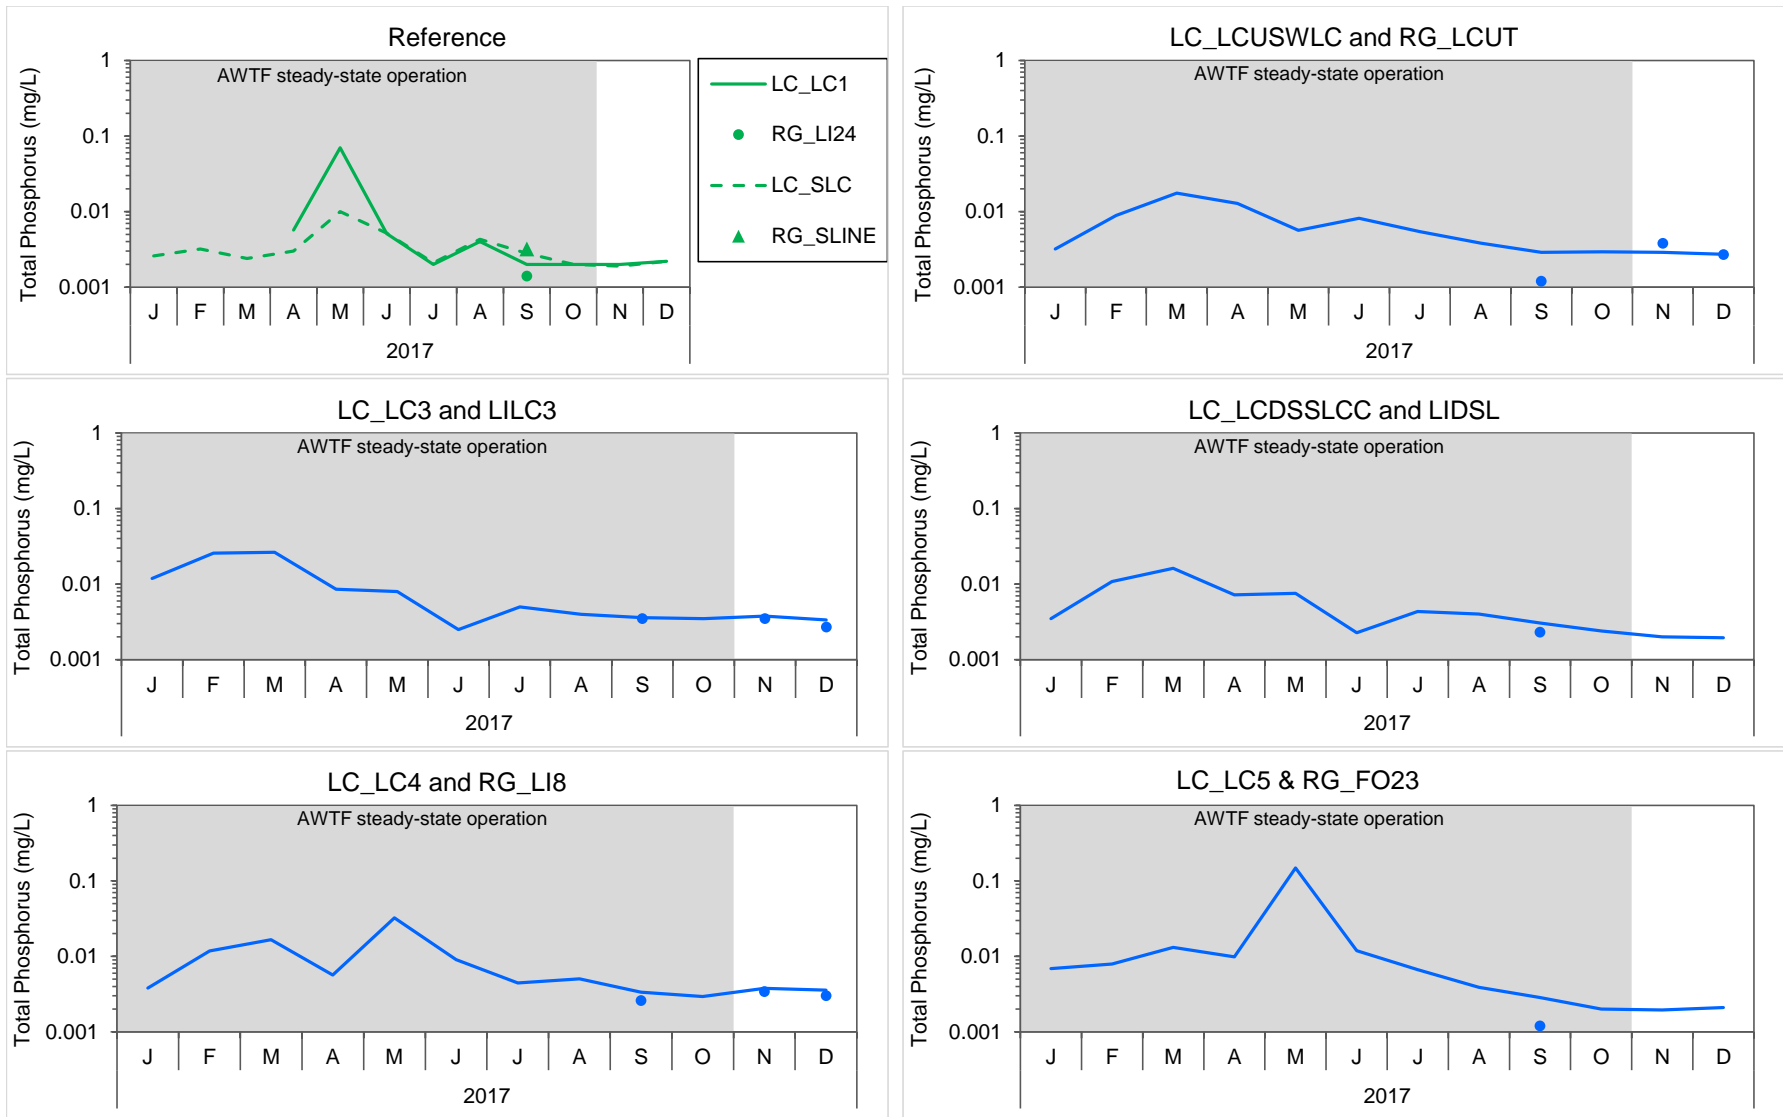 Reference
AWTF steady-state operation
Total Phosphorus (mg/L)
1
0.1
0.01
0.001
J F M A M J J A S O N D
2017
LC_LC1
RG_LI24
LC_SLC
RG_SLINE
LC_LCUSWLC and RG_LCUT
AWTF steady-state operation
Total Phosphorus (mg/L)
1
0.1
0.01
0.001
J F M A M J J A S O N D
2017
LC_LC3 and LILC3
AWTF steady-state operation
Total Phosphorus (mg/L)
1
0.1
0.01
0.001
J F M A M J J A S O N D
2017
LC_LCDSSLCC and LIDSL
AWTF steady-state operation
Total Phosphorus (mg/L)
1
0.1
0.01
0.001
J F M A M J J A S O N D
2017
LC_LC4 and RG_LI8
AWTF steady-state operation
Total Phosphorus (mg/L)
1
0.1
0.01
0.001
J F M A M J J A S O N D
2017
LC_LC5 & RG_FO23
AWTF steady-state operation
Total Phosphorus (mg/L)
1
0.1
0.01
0.001
J F M A M J J A S O N D
2017